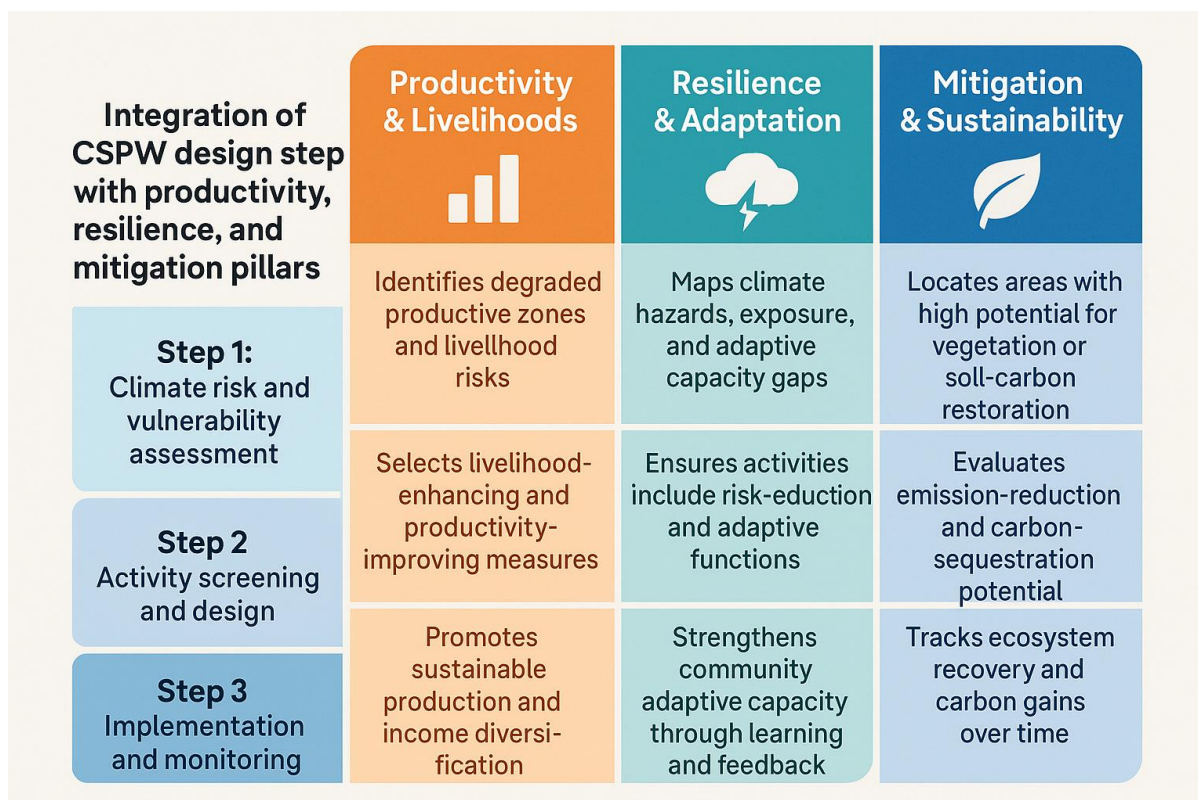 Integration of
CSPW design step
with productivity,
resilience, and
mitigation pillars
Productivity
& Livelihoods
Resilience
& Adaptation
Mitigation
& Sustainability
Step 1:
Climate risk and
vulnerability
assessment
Identifies degraded
productive zones
and livellhood
risks
Maps climate
hazards, exposure,
and adaptive
capacity gaps
Locates areas with
high potential for
vegetation or
soll-carbon
restoration
Step 2
Activity screening
and design
Selects livelihood-
enhancing and
productivity-
improving measures
Ensures activities
include risk-eduction
and adaptive
functions
Evaluates
emission-reduction
and carbon-
sequestration
potential
Step 3
Implementation
and monitoring
Promotes
sustainable
production and
income diversi-
fication
Strengthens
community
adaptive capacity
through learning
and feedback
Tracks ecosystem
recovery and
carbon gains
over time